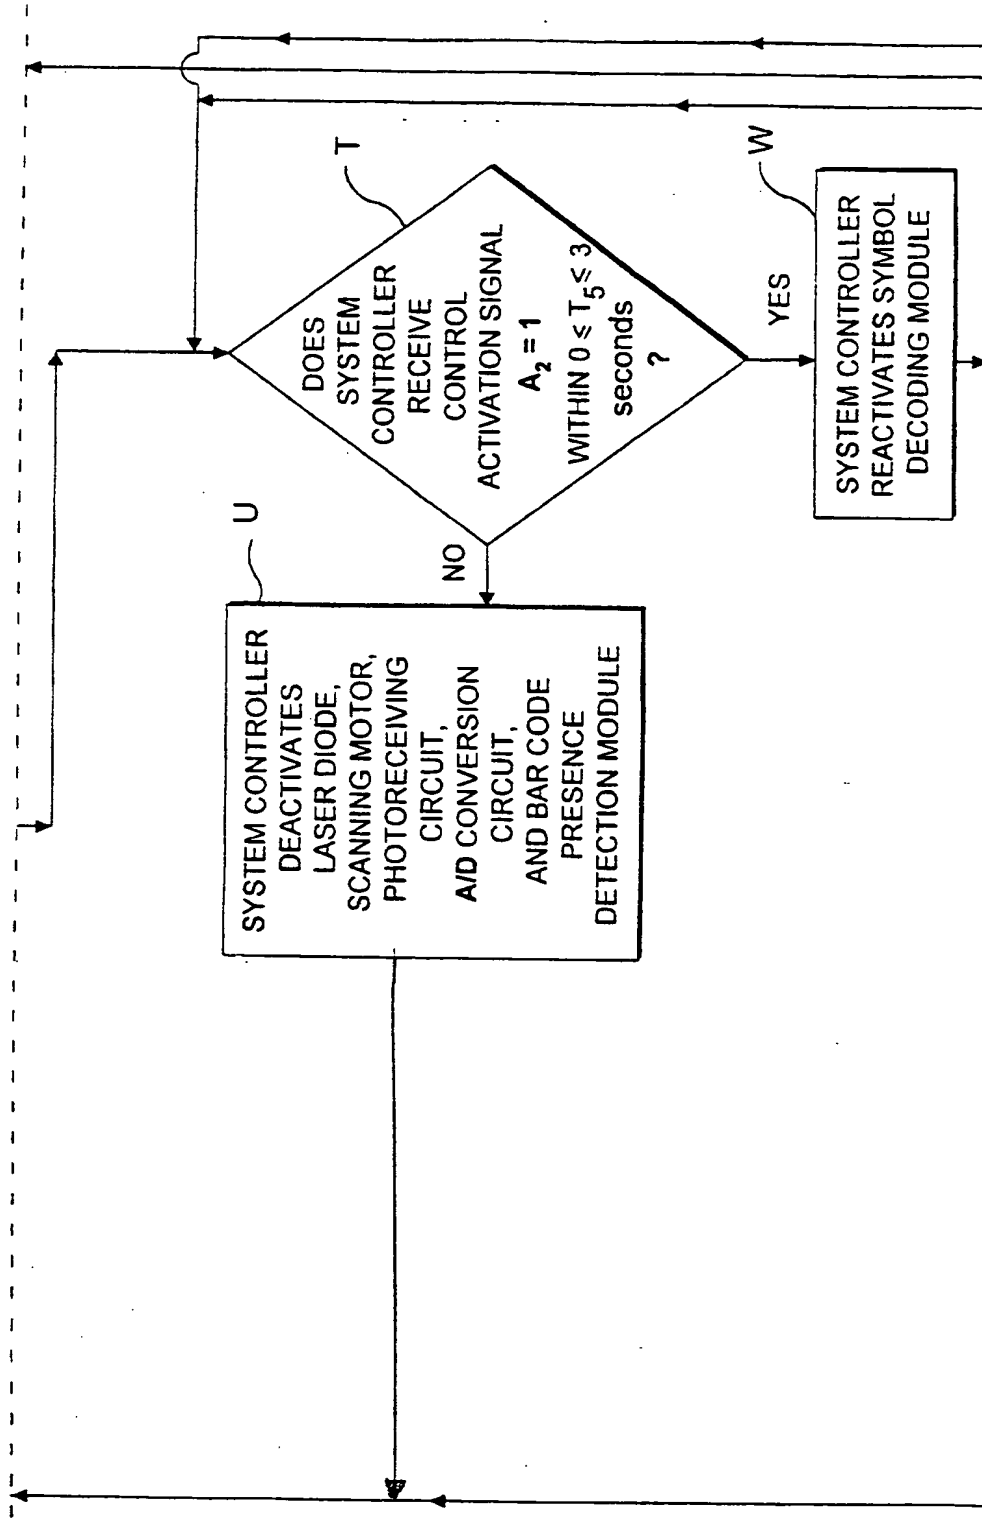 T
DOES
SYSTEM
CONTROLLER
RECEIVE
CONTROL
ACTIVATION SIGNAL
A₂ = 1
WITHIN 0 ≤ T₅ ≤ 3
seconds
?
NO
YES
U
SYSTEM CONTROLLER
DEACTIVATES
LASER DIODE,
SCANNING MOTOR,
PHOTORECEIVING
CIRCUIT,
A/D CONVERSION
CIRCUIT,
AND BAR CODE
PRESENCE
DETECTION MODULE
W
SYSTEM CONTROLLER
REACTIVATES SYMBOL
DECODING MODULE